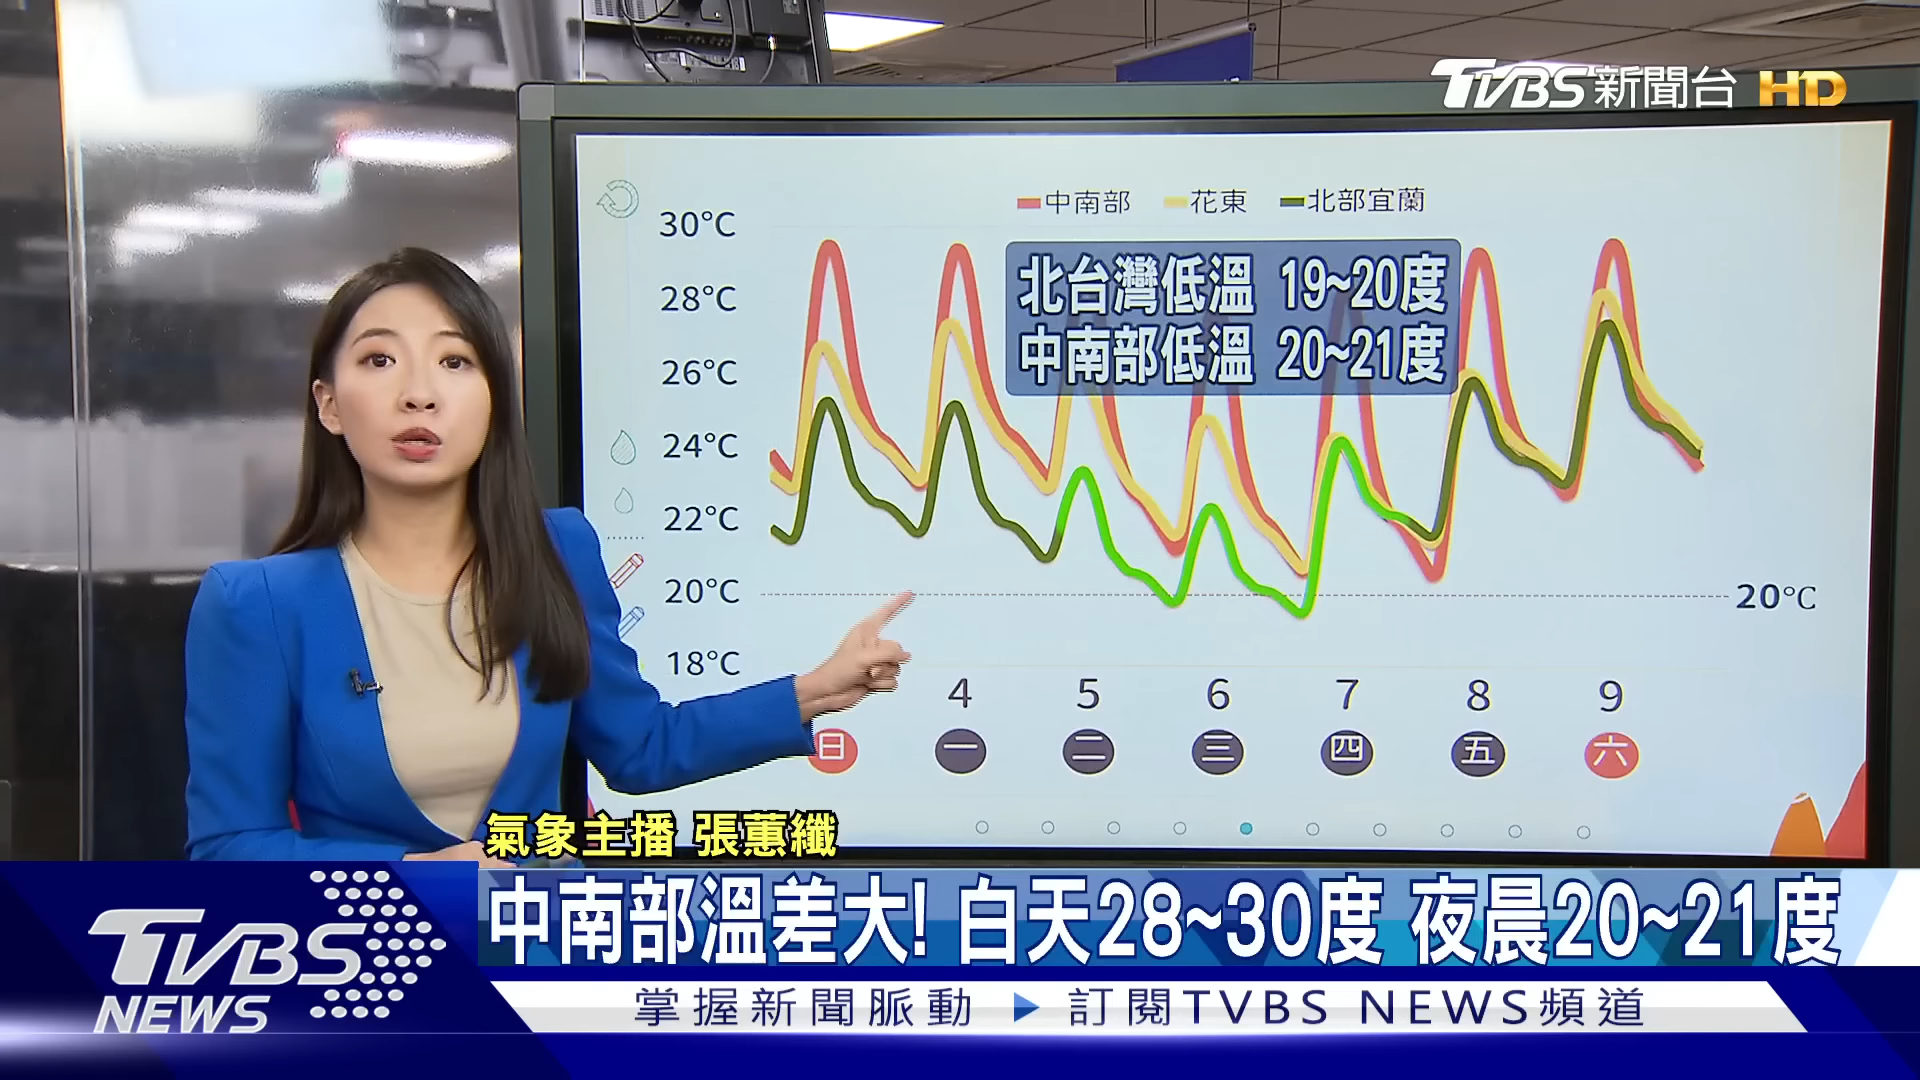 TVBS新聞台 HD
中南部 花東 北部宜蘭
30°C
28°C
26°C
24°C
22°C
20°C
18°C
北台灣低溫 19~20度
中南部低溫 20~21度
20°C
4 5 6 7 8 9
日 一 二 三 四 五 六
氣象主播 張蕙纖
中南部溫差大! 白天28~30度 夜晨20~21度
TVBS NEWS
掌握新聞脈動 ▶ 訂閱TVBS NEWS頻道